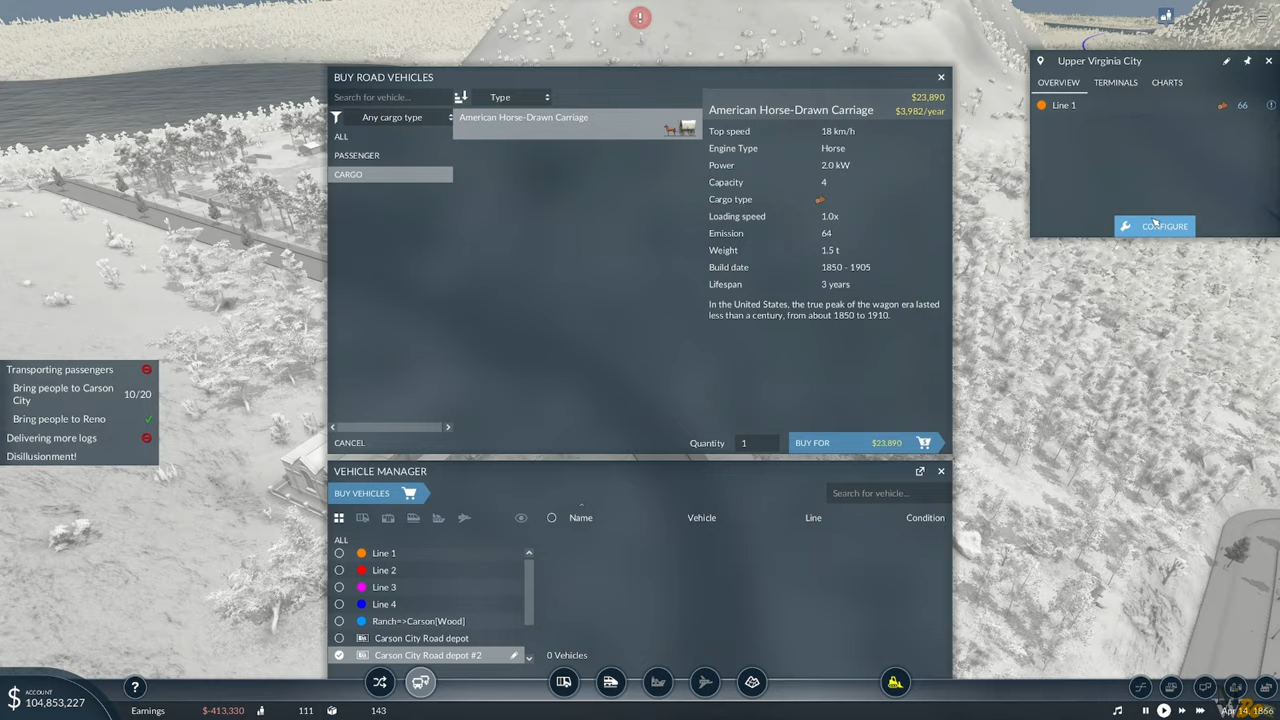 BUY ROAD VEHICLES
Search for vehicle...
Type
Any cargo type
ALL
PASSENGER
CARGO
American Horse-Drawn Carriage
$23,890
American Horse-Drawn Carriage
$3,982/year
Top speed 18 km/h
Engine Type Horse
Power 2.0 kW
Capacity 4
Cargo type
Loading speed 1.0x
Emission 64
Weight 1.5 t
Build date 1850 - 1905
Lifespan 3 years
In the United States, the true peak of the wagon era lasted
less than a century, from about 1850 to 1910.
CANCEL
Quantity 1
BUY FOR $23,890
Upper Virginia City
OVERVIEW TERMINALS CHARTS
Line 1 66
CONFIGURE
Transporting passengers
Bring people to Carson
City 10/20
Bring people to Reno
Delivering more logs
Disillusionment!
VEHICLE MANAGER
BUY VEHICLES
Search for vehicle...
Name Vehicle Line Condition
ALL
Line 1
Line 2
Line 3
Line 4
Ranch=>Carson[Wood]
Carson City Road depot
Carson City Road depot #2
0 Vehicles
$ ACCOUNT
104,853,227
?
Earnings $-413,330 111 143
Apr 14, 1866